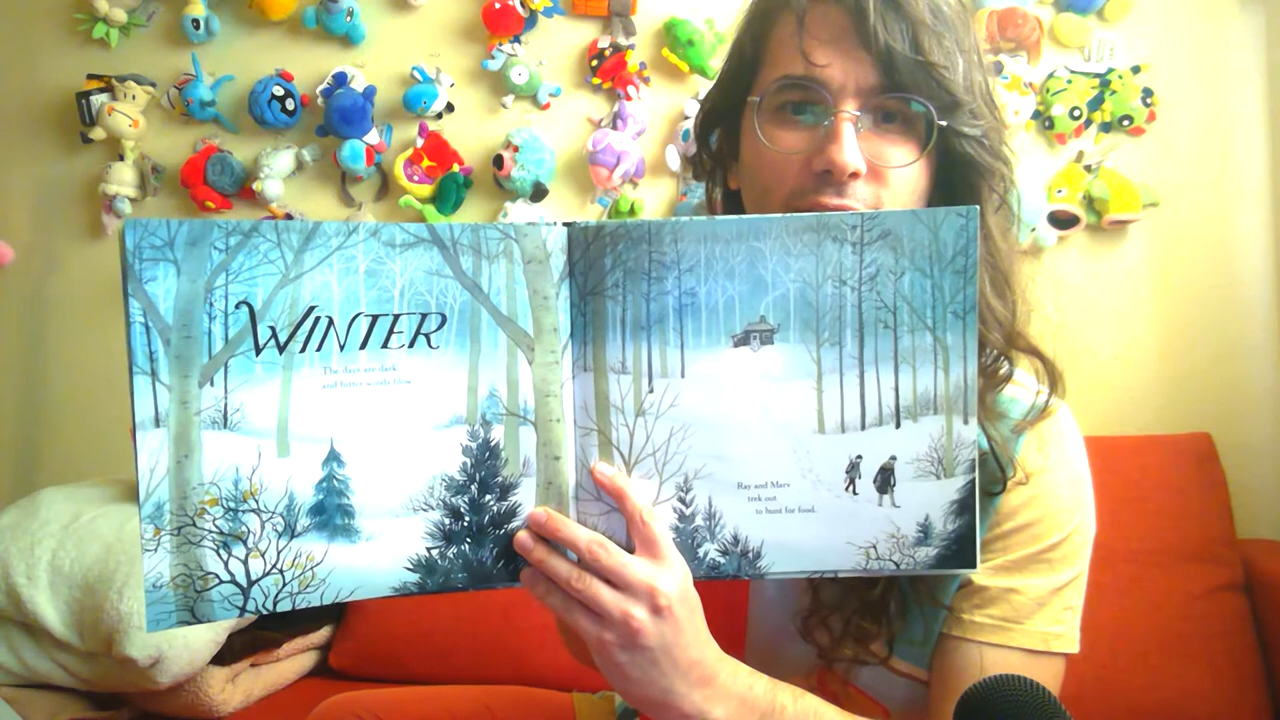 WINTER
The days are dark
and bitter winds blow.
Ray and Marv
trek out
to hunt for food.